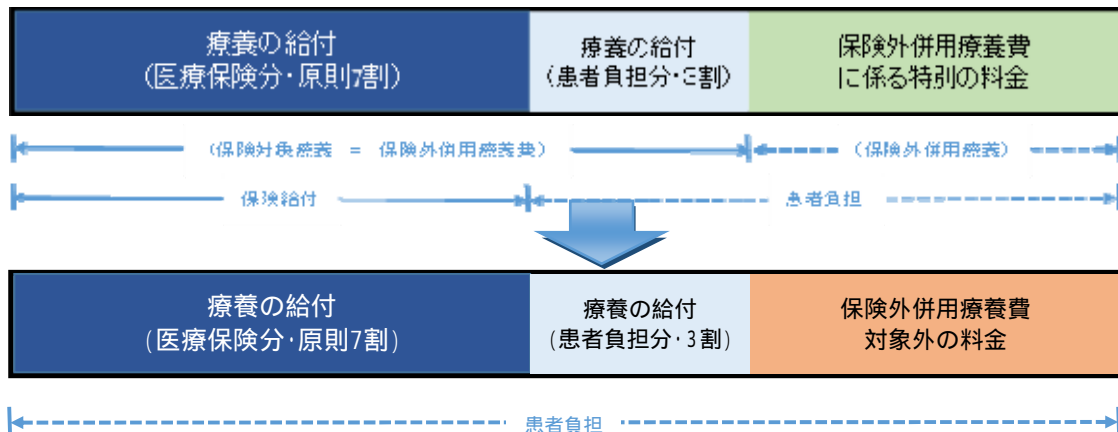 療養の給付
(医療保険分・原則7割)
療養の給付
(患者負担分・3割)
保険外併用療養費
に係る特別の料金
(保険対象療養 = 保険外併用療養費)
(保険外併用療養)
保険給付
患者負担
療養の給付
(医療保険分・原則7割)
療養の給付
(患者負担分・3割)
保険外併用療養費
対象外の料金
患者負担